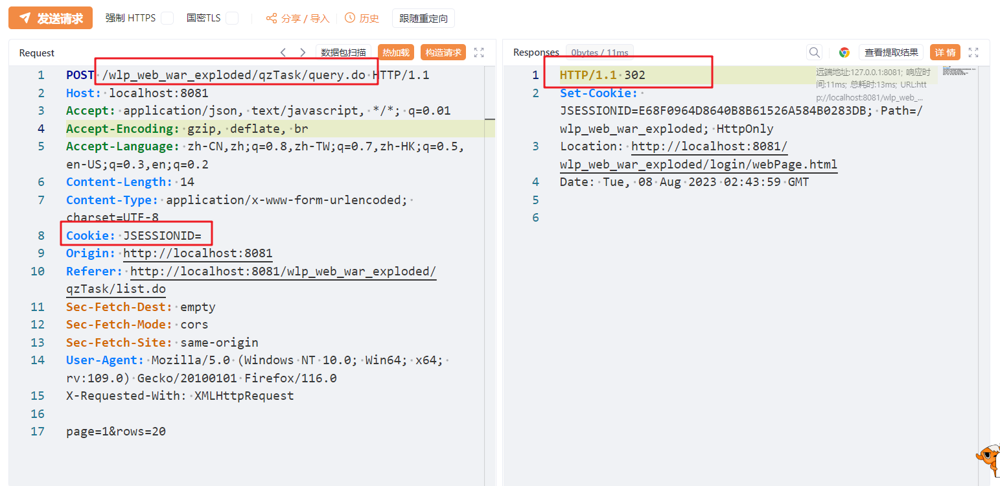 发送请求 强制 HTTPS 国密TLS 分享 / 导入 历史 跟随重定向
Request 数据包扫描 热加载 构造请求
1 POST /wlp_web_war_exploded/qzTask/query.do HTTP/1.1
2 Host: localhost:8081
3 Accept: application/json, text/javascript, */*; q=0.01
4 Accept-Encoding: gzip, deflate, br
5 Accept-Language: zh-CN,zh;q=0.8,zh-TW;q=0.7,zh-HK;q=0.5,
en-US;q=0.3,en;q=0.2
6 Content-Length: 14
7 Content-Type: application/x-www-form-urlencoded;
charset=UTF-8
8 Cookie: JSESSIONID=
9 Origin: http://localhost:8081
10 Referer: http://localhost:8081/wlp_web_war_exploded/
qzTask/list.do
11 Sec-Fetch-Dest: empty
12 Sec-Fetch-Mode: cors
13 Sec-Fetch-Site: same-origin
14 User-Agent: Mozilla/5.0 (Windows NT 10.0; Win64; x64;
rv:109.0) Gecko/20100101 Firefox/116.0
15 X-Requested-With: XMLHttpRequest
16
17 page=1&rows=20
Responses 0bytes / 11ms 查看提取结果 详情
1 HTTP/1.1 302
远端地址:127.0.0.1:8081; 响应时
间:11ms; 总耗时:13ms; URL:htt
p://localhost:8081/wlp_web_...
2 Set-Cookie:
JSESSIONID=E68F0964D8640B8B61526A584B0283DB; Path=/
wlp_web_war_exploded; HttpOnly
3 Location: http://localhost:8081/
wlp_web_war_exploded/login/webPage.html
4 Date: Tue, 08 Aug 2023 02:43:59 GMT
5
6